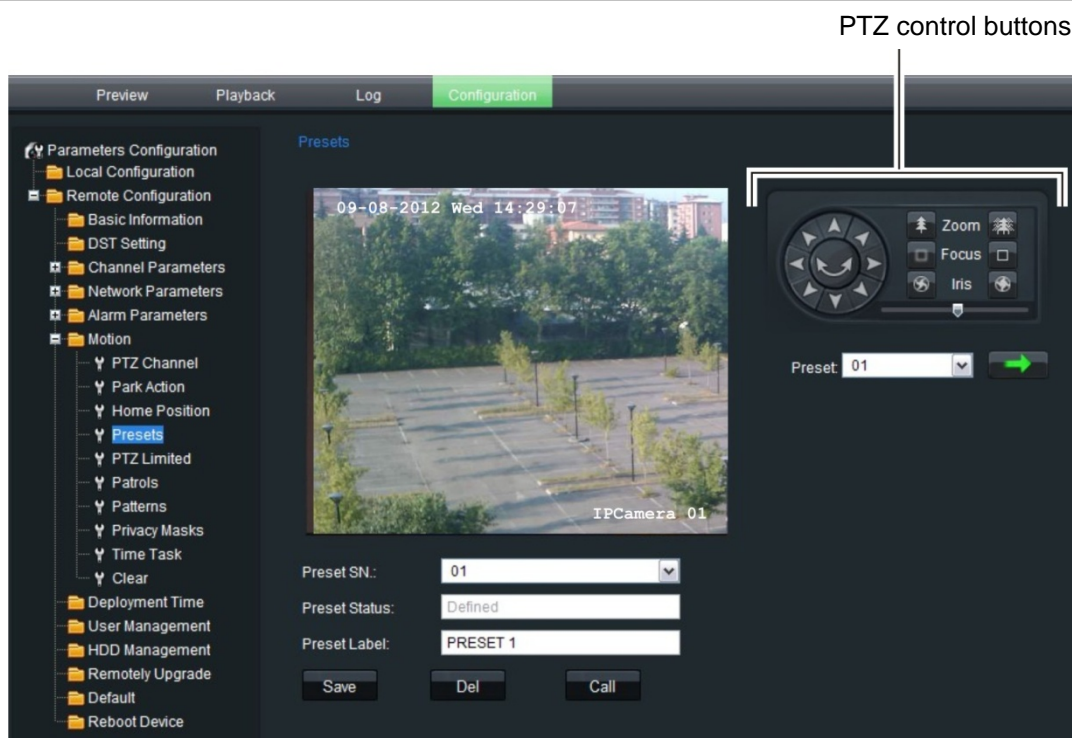 PTZ control buttons
Preview Playback Log Configuration
Parameters Configuration
Local Configuration
Remote Configuration
Basic Information
DST Setting
Channel Parameters
Network Parameters
Alarm Parameters
Motion
PTZ Channel
Park Action
Home Position
Presets
PTZ Limited
Patrols
Patterns
Privacy Masks
Time Task
Clear
Deployment Time
User Management
HDD Management
Remotely Upgrade
Default
Reboot Device
Presets
09-08-2012 Wed 14:29:07
IPCamera 01
Preset SN.: 01
Preset Status: Defined
Preset Label: PRESET 1
Save Del Call
Zoom
Focus
Iris
Preset: 01